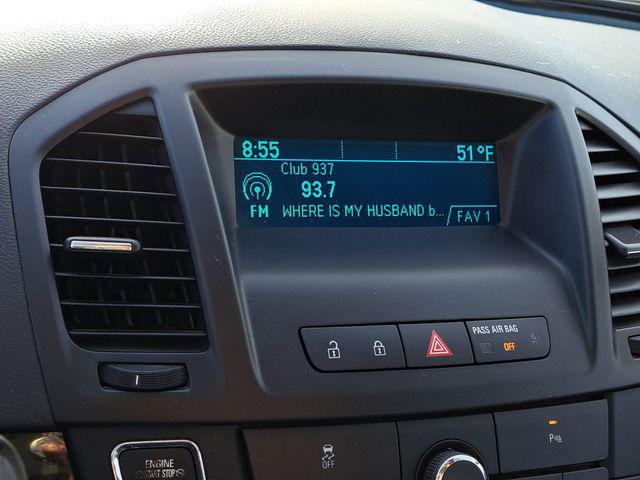 8:55 51°F
Club 937
93.7
FM WHERE IS MY HUSBAND b... FAV 1
PASS AIR BAG
OFF
OFF
P
ENGINE
START STOP